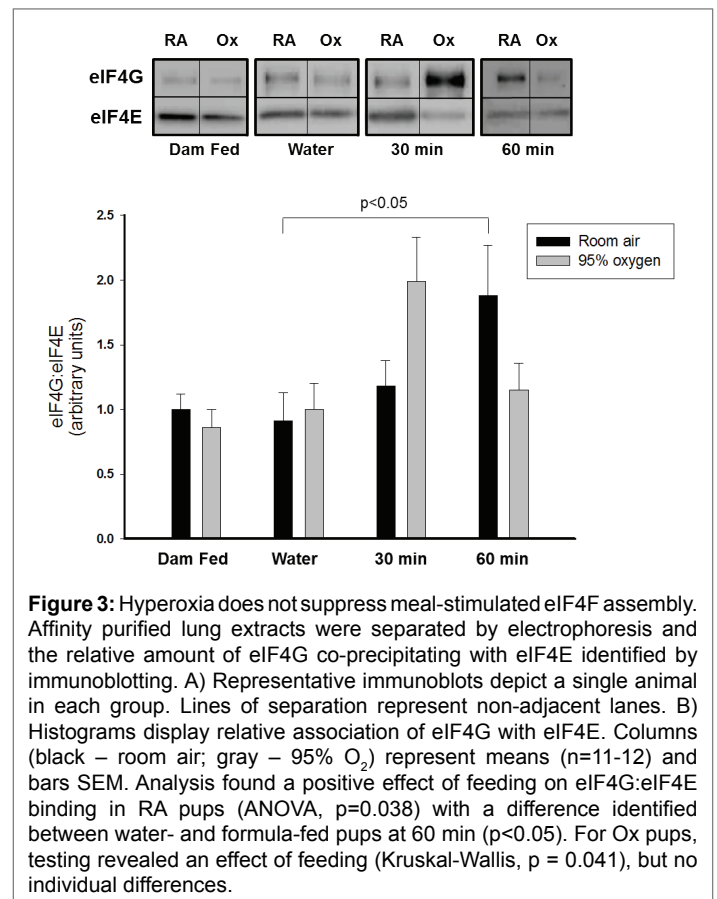 RA Ox RA Ox RA Ox RA Ox
eIF4G
eIF4E
Dam Fed Water 30 min 60 min
p<0.05
Room air
95% oxygen
eIF4G:eIF4E
(arbitrary units)
2.5
2.0
1.5
1.0
0.5
0.0
Dam Fed Water 30 min 60 min
Figure 3: Hyperoxia does not suppress meal-stimulated eIF4F assembly.
Affinity purified lung extracts were separated by electrophoresis and
the relative amount of eIF4G co-precipitating with eIF4E identified by
immunoblotting. A) Representative immunoblots depict a single animal
in each group. Lines of separation represent non-adjacent lanes. B)
Histograms display relative association of eIF4G with eIF4E. Columns
(black – room air; gray – 95% O₂) represent means (n=11-12) and
bars SEM. Analysis found a positive effect of feeding on eIF4G:eIF4E
binding in RA pups (ANOVA, p=0.038) with a difference identified
between water- and formula-fed pups at 60 min (p<0.05). For Ox pups,
testing revealed an effect of feeding (Kruskal-Wallis, p = 0.041), but no
individual differences.